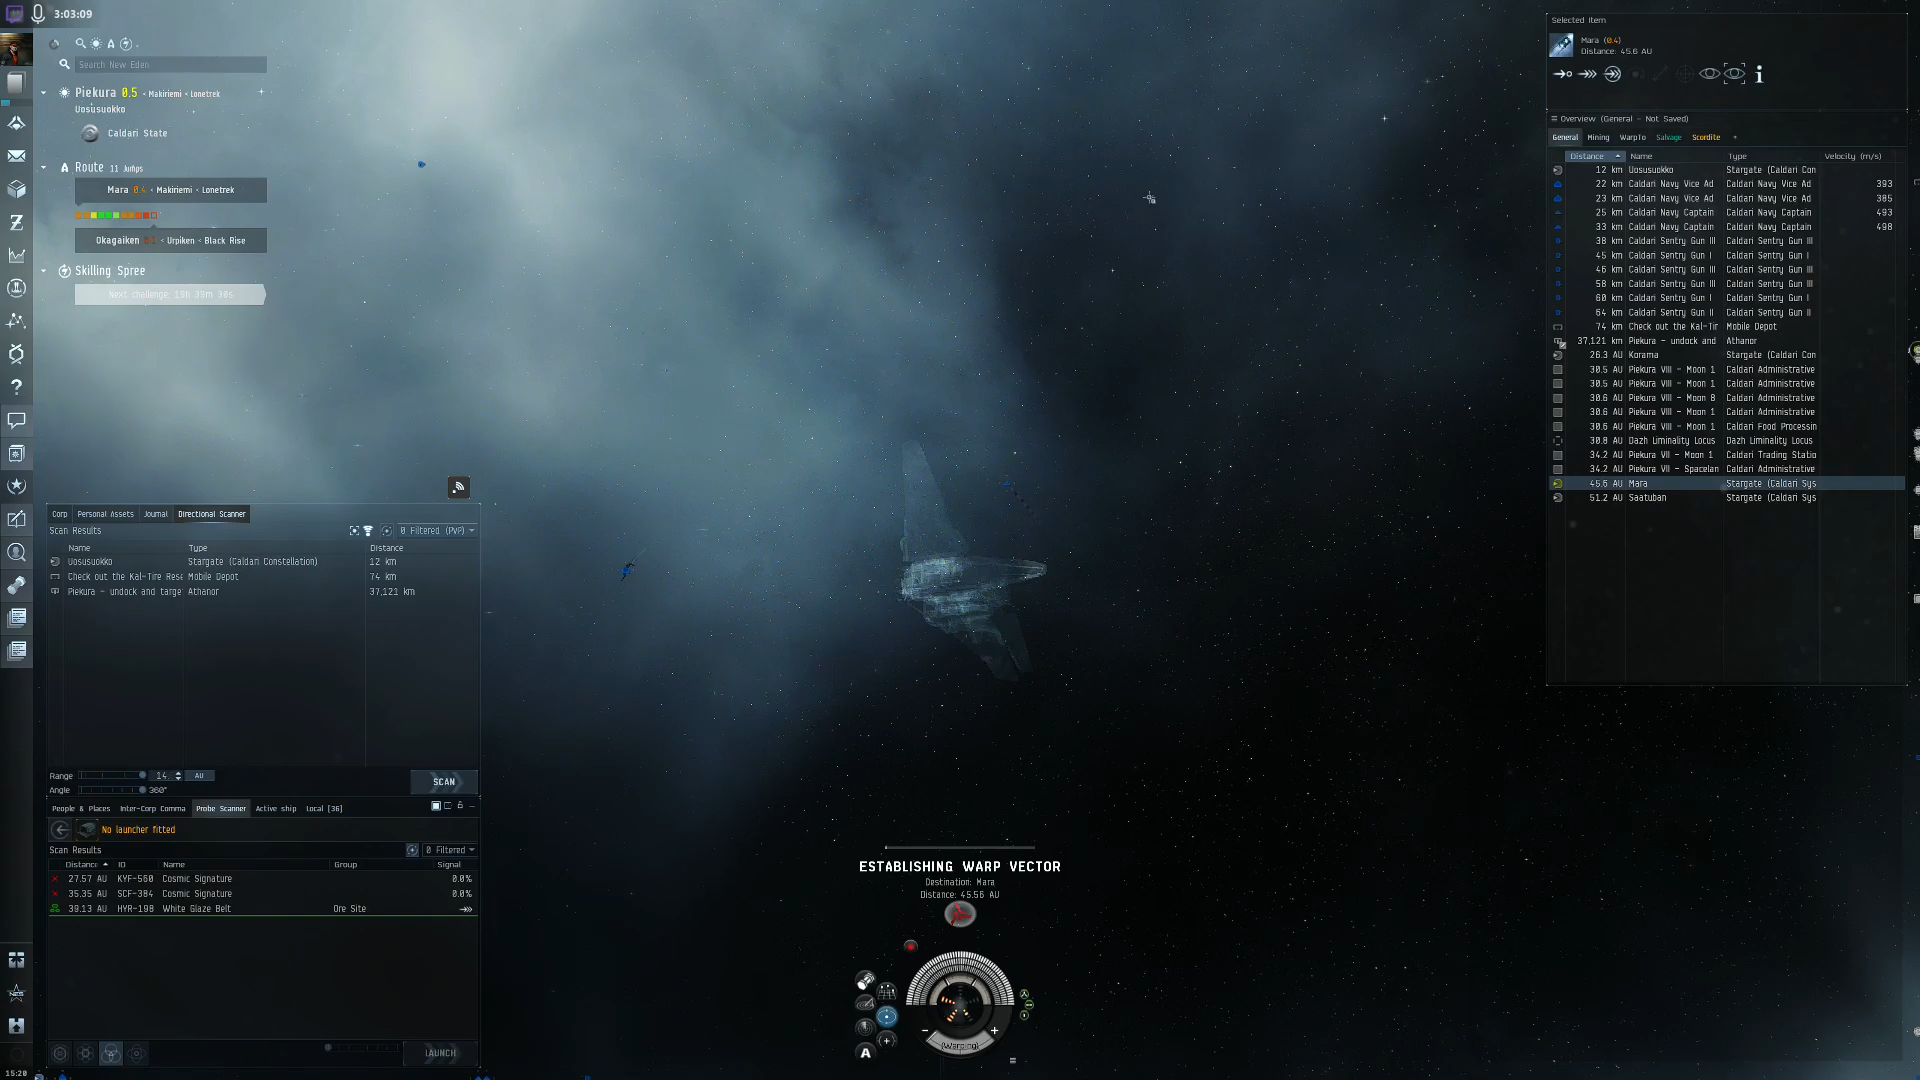 3:03:09
Search New Eden
Piekura 0.5 < Makiriemi < Lonetrek
Uosusuokko
Caldari State
Route 11 Jumps
Mara 0.4 < Makiriemi < Lonetrek
Okagaiken < Urpiken < Black Rise
Skilling Spree
Next challenge: 19h 39m 30s
Corp Personal Assets Journal Directional Scanner
Scan Results 0 Filtered (PvP)
Name Type Distance
Uosusuokko Stargate (Caldari Constellation) 12 km
Check out the Kal-Tire Rese Mobile Depot 74 km
Piekura - undock and targe Athanor 37,121 km
Range 14. AU
Angle 360°
SCAN
People & Places Inter-Corp Comma Probe Scanner Active ship Local [36]
No launcher fitted
Scan Results 0 Filtered
Distanc ID Name Group Signal
27.57 AU KYF-560 Cosmic Signature 0.0%
35.35 AU SCF-384 Cosmic Signature 0.0%
39.13 AU HYR-198 White Glaze Belt Ore Site
LAUNCH
NES
15:20
ESTABLISHING WARP VECTOR
Destination: Mara
Distance: 45.56 AU
(Warping)
A
Selected Item
Mara (0.4)
Distance: 45.6 AU
Overview (General - Not Saved)
General Mining WarpTo Salvage Scordite +
Distance Name Type Velocity (m/s)
12 km Uosusuokko Stargate (Caldari Con
22 km Caldari Navy Vice Ad Caldari Navy Vice Ad 393
23 km Caldari Navy Vice Ad Caldari Navy Vice Ad 385
25 km Caldari Navy Captain Caldari Navy Captain 493
33 km Caldari Navy Captain Caldari Navy Captain 498
38 km Caldari Sentry Gun III Caldari Sentry Gun III
45 km Caldari Sentry Gun I Caldari Sentry Gun I
46 km Caldari Sentry Gun III Caldari Sentry Gun III
58 km Caldari Sentry Gun III Caldari Sentry Gun III
60 km Caldari Sentry Gun I Caldari Sentry Gun I
64 km Caldari Sentry Gun II Caldari Sentry Gun II
74 km Check out the Kal-Tir Mobile Depot
37,121 km Piekura - undock and Athanor
26.3 AU Korama Stargate (Caldari Con
30.5 AU Piekura VIII - Moon 1 Caldari Administrative
30.5 AU Piekura VIII - Moon 1 Caldari Administrative
30.6 AU Piekura VIII - Moon 8 Caldari Administrative
30.6 AU Piekura VIII - Moon 1 Caldari Administrative
30.6 AU Piekura VIII - Moon 1 Caldari Food Processin
30.8 AU Dazh Liminality Locus Dazh Liminality Locus
34.2 AU Piekura VII - Moon 1 Caldari Trading Statio
34.2 AU Piekura VII - Spacelan Caldari Administrative
45.6 AU Mara Stargate (Caldari Sys
51.2 AU Saatuban Stargate (Caldari Sys